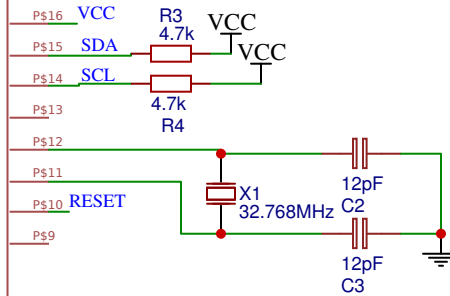 P$16 VCC
R3
4.7k
VCC
P$15 SDA
VCC
P$14 SCL
4.7k
R4
P$13
P$12
P$11
12pF
C2
X1
32.768MHz
P$10 RESET
P$9
12pF
C3